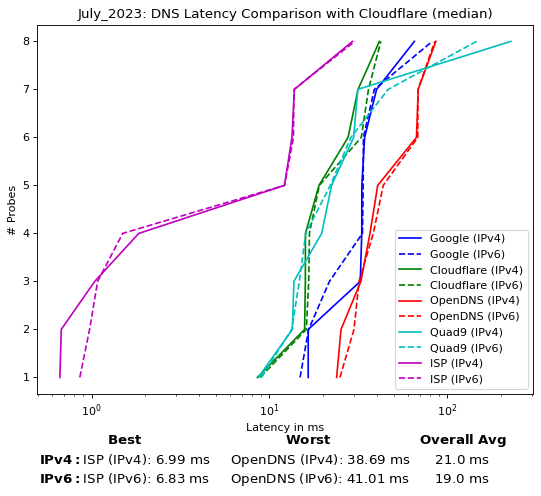 July_2023: DNS Latency Comparison with Cloudflare (median)
8
7
6
5
4
3
2
1
# Probes
Google (IPv4)
Google (IPv6)
Cloudflare (IPv4)
Cloudflare (IPv6)
OpenDNS (IPv4)
OpenDNS (IPv6)
Quad9 (IPv4)
Quad9 (IPv6)
ISP (IPv4)
ISP (IPv6)
10⁰ 10¹ 10²
Latency in ms
Best Worst Overall Avg
IPv4: ISP (IPv4): 6.99 ms OpenDNS (IPv4): 38.69 ms 21.0 ms
IPv6: ISP (IPv6): 6.83 ms OpenDNS (IPv6): 41.01 ms 19.0 ms